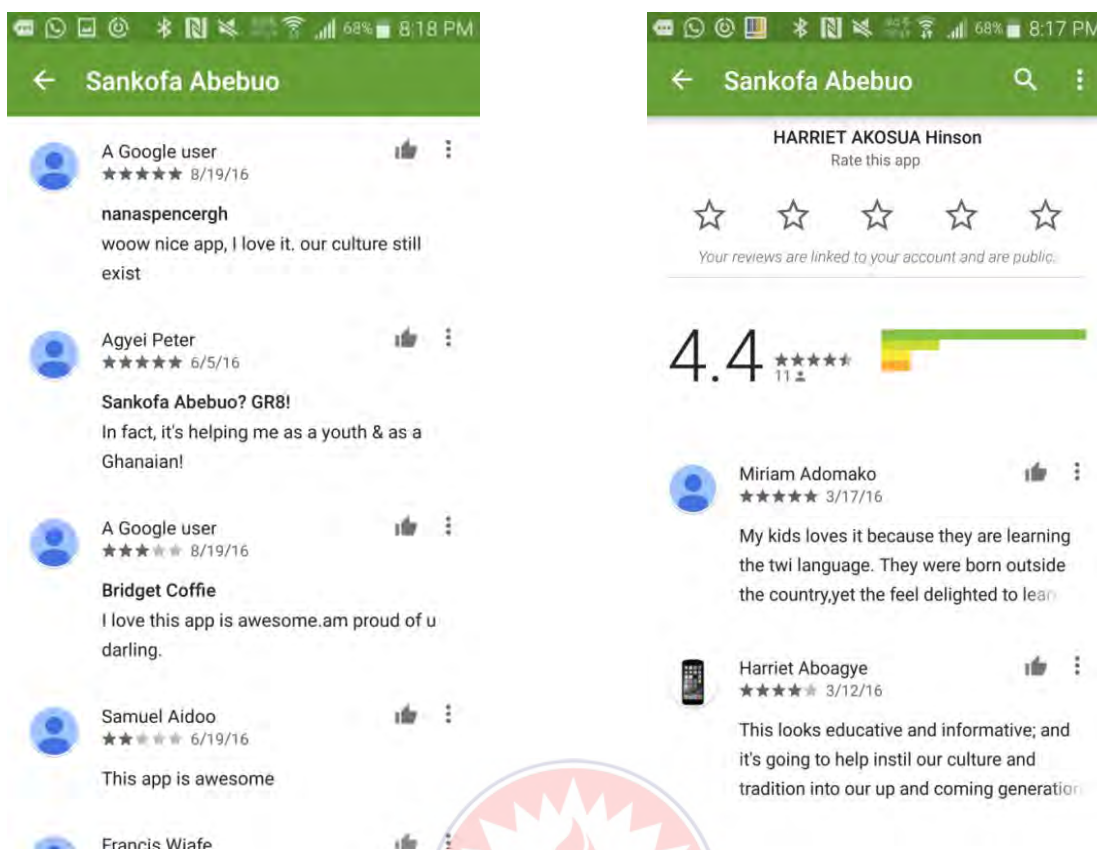 68% 8:18 PM
Sankofa Abebuo
A Google user
8/19/16
nanaspencergh
woow nice app, I love it. our culture still
exist
Agyei Peter
6/5/16
Sankofa Abebuo? GR8!
In fact, it's helping me as a youth & as a
Ghanaian!
A Google user
8/19/16
Bridget Coffie
I love this app is awesome.am proud of u
darling.
Samuel Aidoo
6/19/16
This app is awesome
Francis Wiafe
68% 8:17 PM
Sankofa Abebuo
HARRIET AKOSUA Hinson
Rate this app
Your reviews are linked to your account and are public.
4.4
11
Miriam Adomako
3/17/16
My kids loves it because they are learning
the twi language. They were born outside
the country,yet the feel delighted to lear
Harriet Aboagye
3/12/16
This looks educative and informative; and
it's going to help instil our culture and
tradition into our up and coming generation